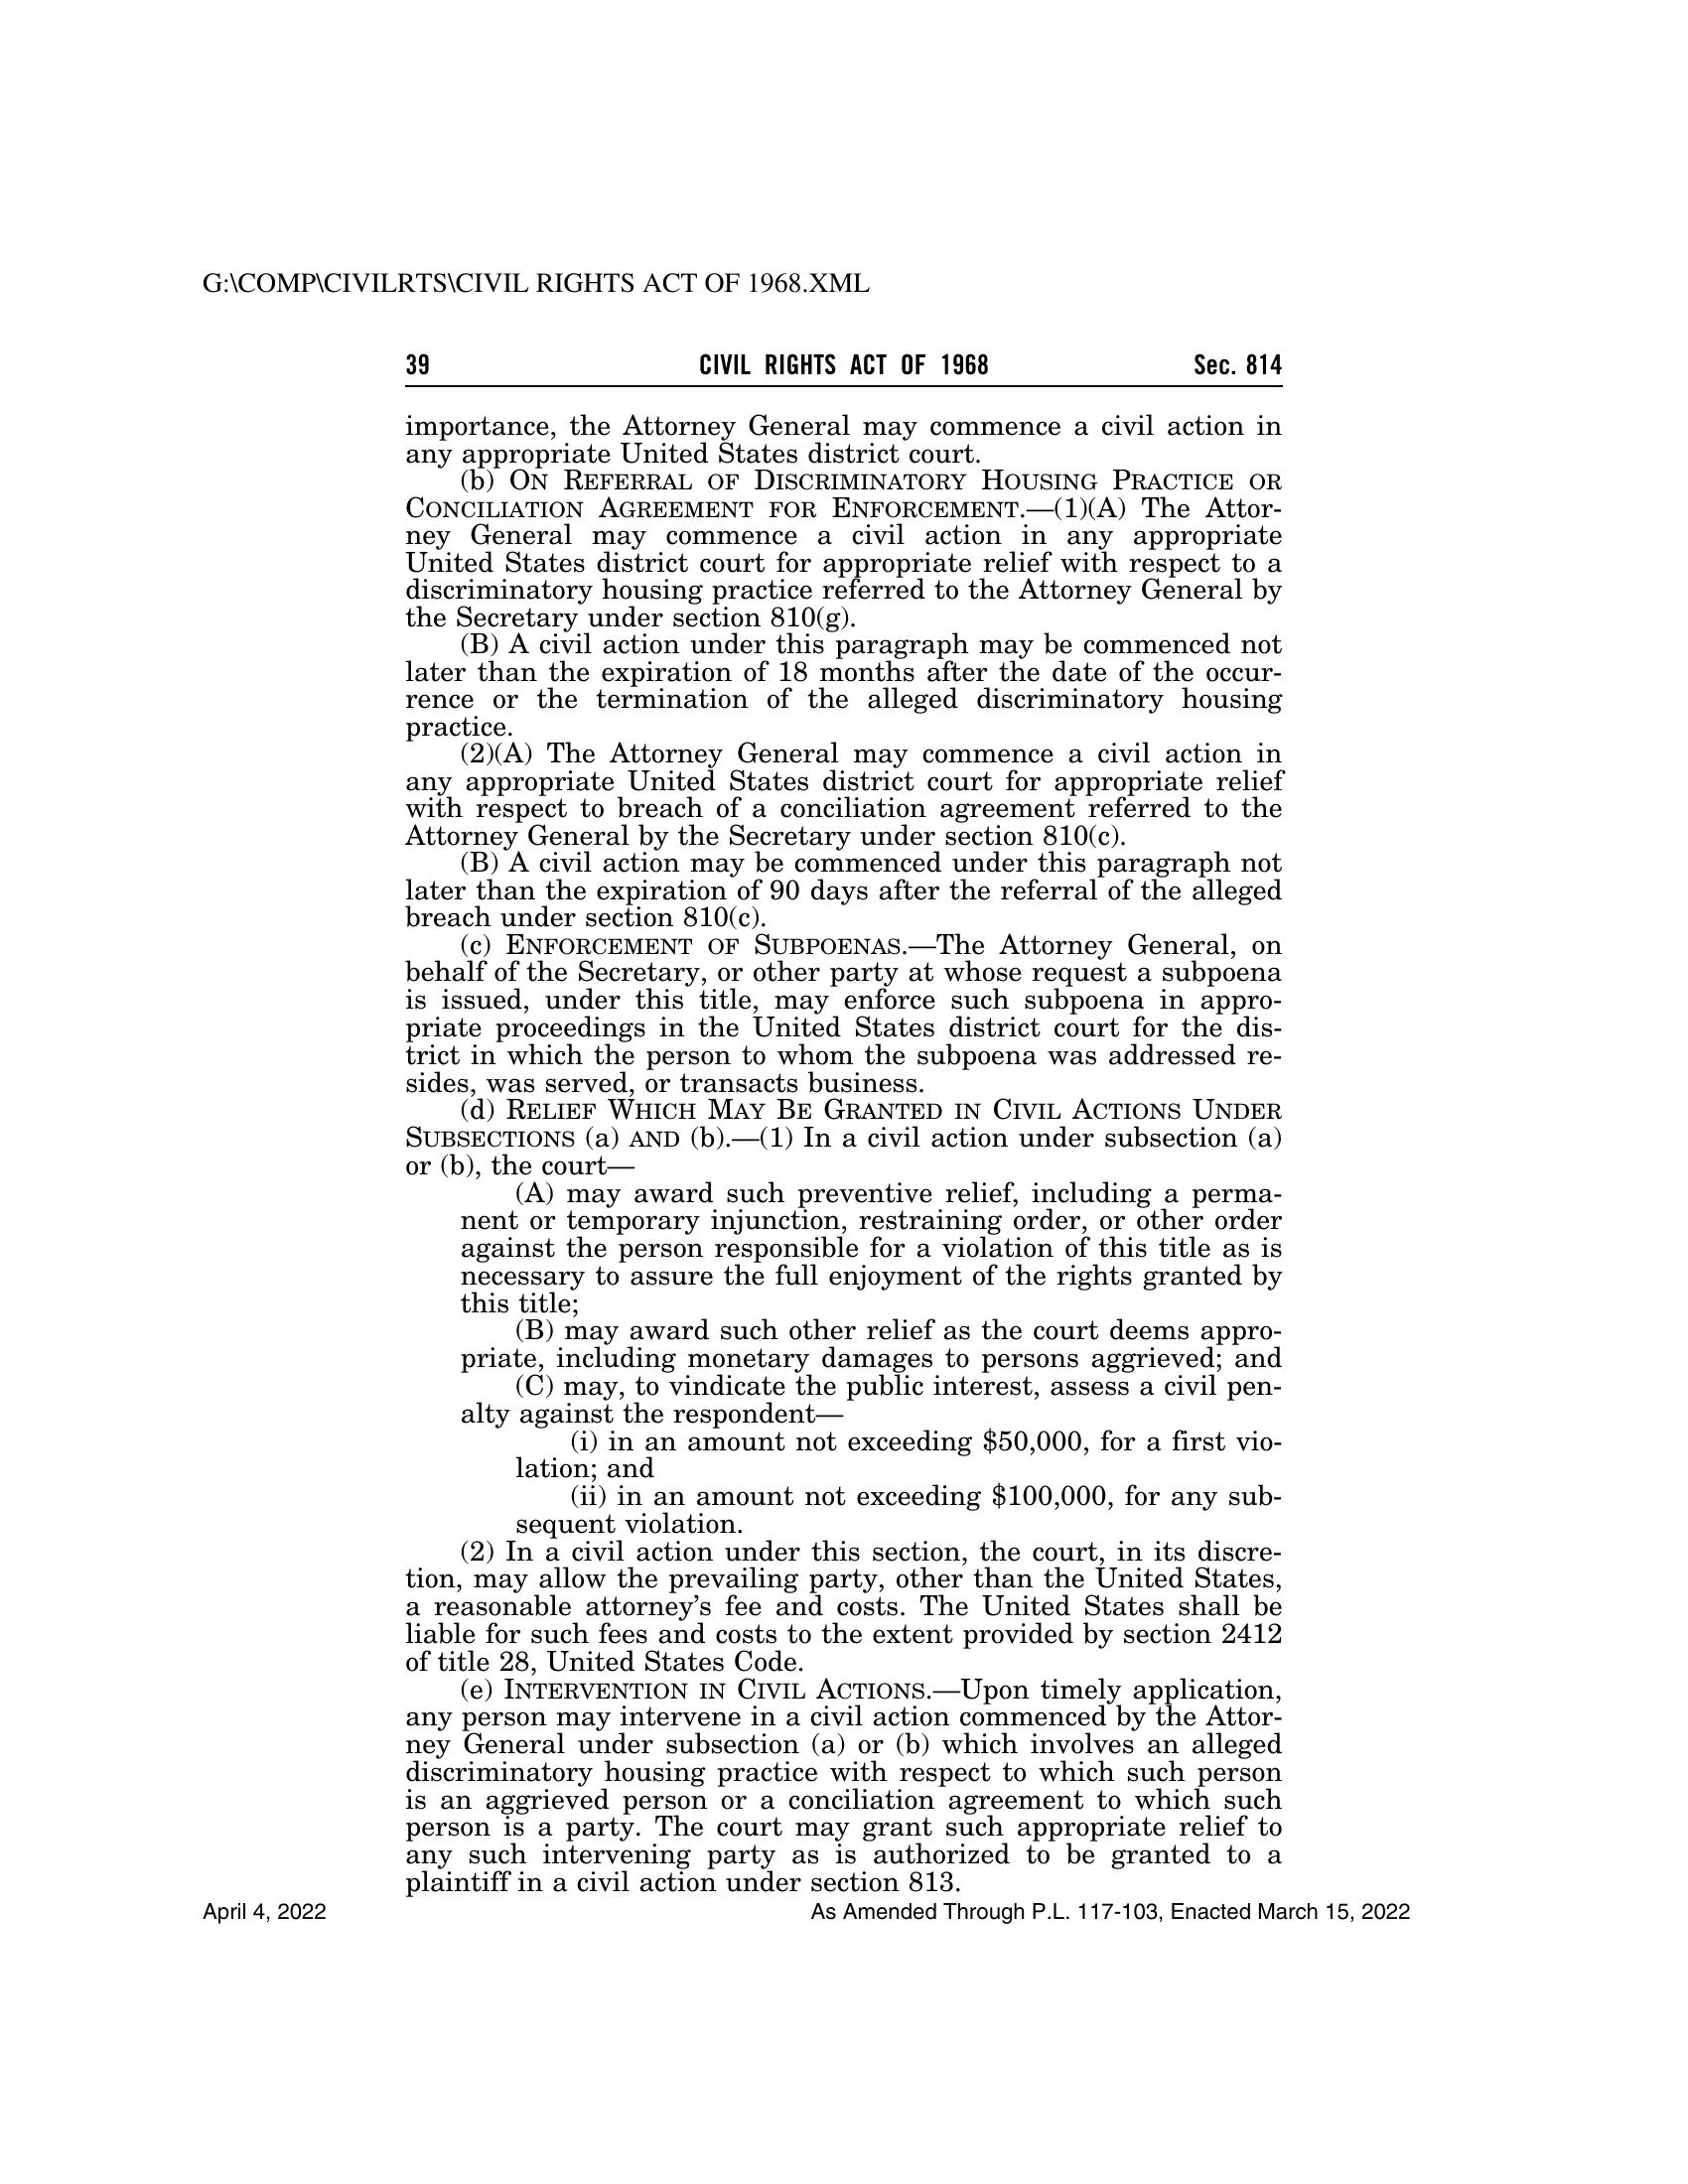 G:\COMP\CIVILRTS\CIVIL RIGHTS ACT OF 1968.XML
39 CIVIL RIGHTS ACT OF 1968 Sec. 814
importance, the Attorney General may commence a civil action in
any appropriate United States district court.
(b) ON REFERRAL OF DISCRIMINATORY HOUSING PRACTICE OR
CONCILIATION AGREEMENT FOR ENFORCEMENT.—(1)(A) The Attor-
ney General may commence a civil action in any appropriate
United States district court for appropriate relief with respect to a
discriminatory housing practice referred to the Attorney General by
the Secretary under section 810(g).
(B) A civil action under this paragraph may be commenced not
later than the expiration of 18 months after the date of the occur-
rence or the termination of the alleged discriminatory housing
practice.
(2)(A) The Attorney General may commence a civil action in
any appropriate United States district court for appropriate relief
with respect to breach of a conciliation agreement referred to the
Attorney General by the Secretary under section 810(c).
(B) A civil action may be commenced under this paragraph not
later than the expiration of 90 days after the referral of the alleged
breach under section 810(c).
(c) ENFORCEMENT OF SUBPOENAS.—The Attorney General, on
behalf of the Secretary, or other party at whose request a subpoena
is issued, under this title, may enforce such subpoena in appro-
priate proceedings in the United States district court for the dis-
trict in which the person to whom the subpoena was addressed re-
sides, was served, or transacts business.
(d) RELIEF WHICH MAY BE GRANTED IN CIVIL ACTIONS UNDER
SUBSECTIONS (a) AND (b).—(1) In a civil action under subsection (a)
or (b), the court—
(A) may award such preventive relief, including a perma-
nent or temporary injunction, restraining order, or other order
against the person responsible for a violation of this title as is
necessary to assure the full enjoyment of the rights granted by
this title;
(B) may award such other relief as the court deems appro-
priate, including monetary damages to persons aggrieved; and
(C) may, to vindicate the public interest, assess a civil pen-
alty against the respondent—
(i) in an amount not exceeding $50,000, for a first vio-
lation; and
(ii) in an amount not exceeding $100,000, for any sub-
sequent violation.
(2) In a civil action under this section, the court, in its discre-
tion, may allow the prevailing party, other than the United States,
a reasonable attorney's fee and costs. The United States shall be
liable for such fees and costs to the extent provided by section 2412
of title 28, United States Code.
(e) INTERVENTION IN CIVIL ACTIONS.—Upon timely application,
any person may intervene in a civil action commenced by the Attor-
ney General under subsection (a) or (b) which involves an alleged
discriminatory housing practice with respect to which such person
is an aggrieved person or a conciliation agreement to which such
person is a party. The court may grant such appropriate relief to
any such intervening party as is authorized to be granted to a
plaintiff in a civil action under section 813.
April 4, 2022 As Amended Through P.L. 117-103, Enacted March 15, 2022